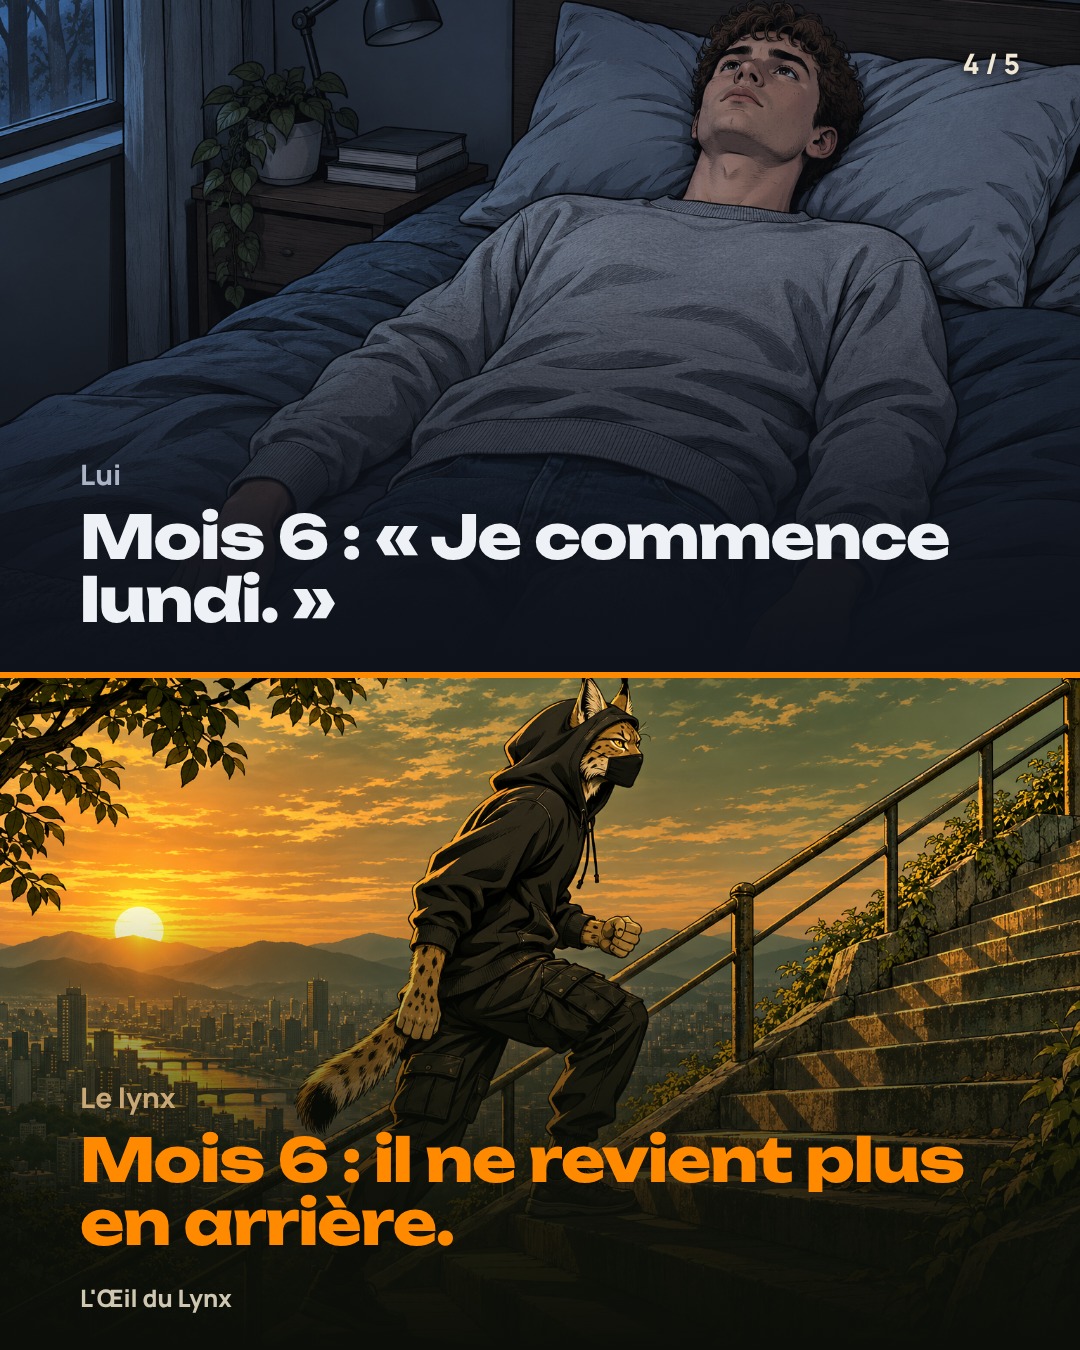 4 / 5
Lui
Mois 6 : « Je commence
lundi. »
Le lynx
Mois 6 : il ne revient plus
en arrière.
L'Œil du Lynx